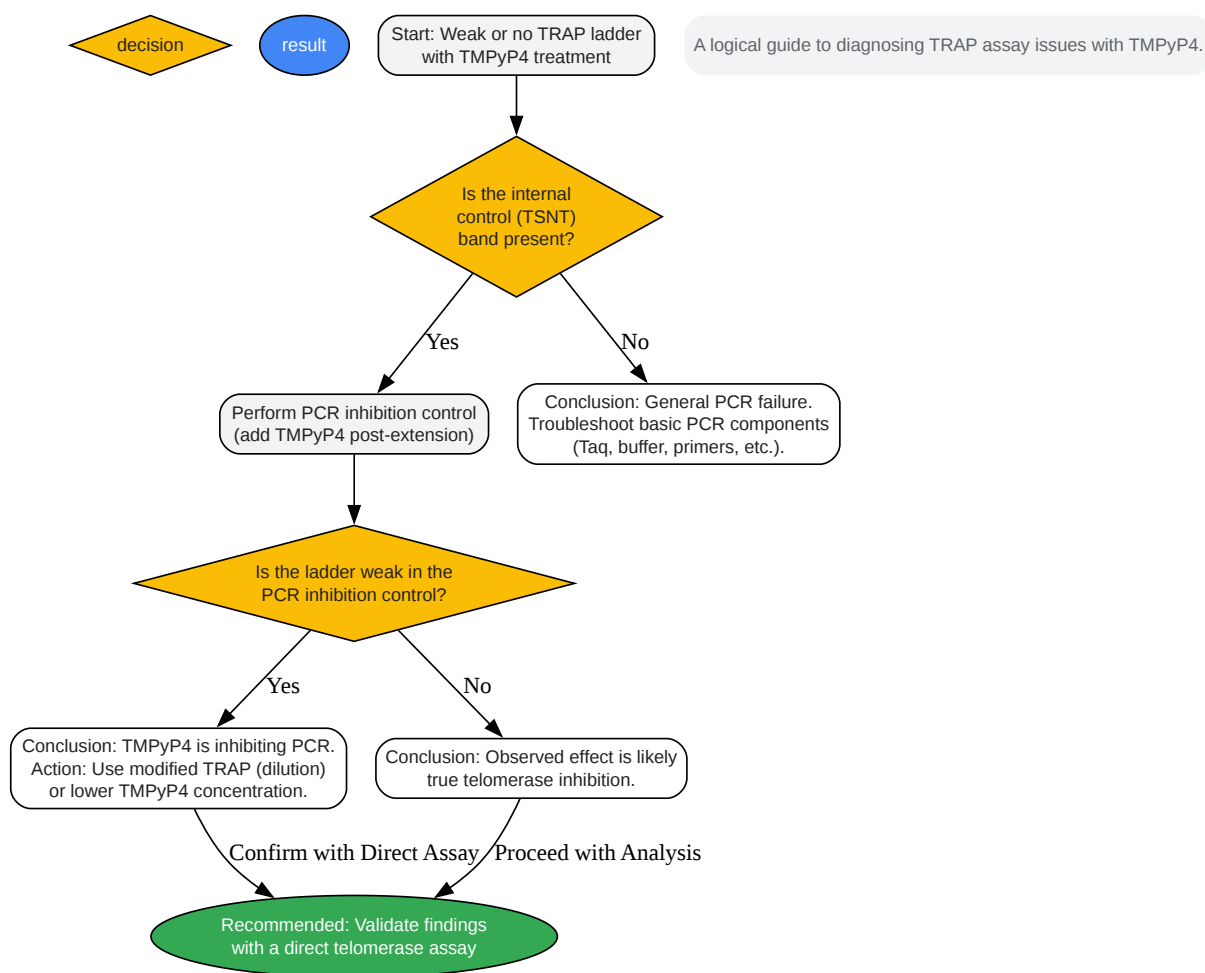 decision
result
Start: Weak or no TRAP ladder
with TMPyP4 treatment
A logical guide to diagnosing TRAP assay issues with TMPyP4.
Is the internal
control (TSNT)
band present?
Yes
No
Perform PCR inhibition control
(add TMPyP4 post-extension)
Conclusion: General PCR failure.
Troubleshoot basic PCR components
(Taq, buffer, primers, etc.).
Is the ladder weak in the
PCR inhibition control?
Yes
No
Conclusion: TMPyP4 is inhibiting PCR.
Action: Use modified TRAP (dilution)
or lower TMPyP4 concentration.
Conclusion: Observed effect is likely
true telomerase inhibition.
Confirm with Direct Assay
Proceed with Analysis
Recommended: Validate findings
with a direct telomerase assay